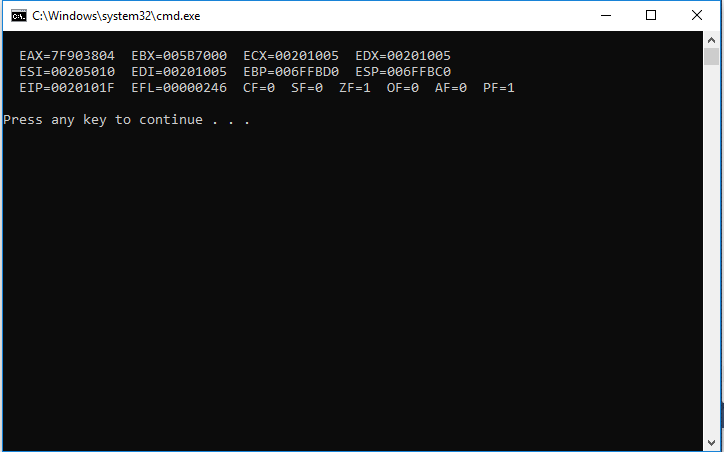 C:\Windows\system32\cmd.exe
EAX=7F903804 EBX=005B7000 ECX=00201005 EDX=00201005
ESI=00205010 EDI=00201005 EBP=006FFBD0 ESP=006FFBC0
EIP=0020101F EFL=00000246 CF=0 SF=0 ZF=1 OF=0 AF=0 PF=1
Press any key to continue . . .